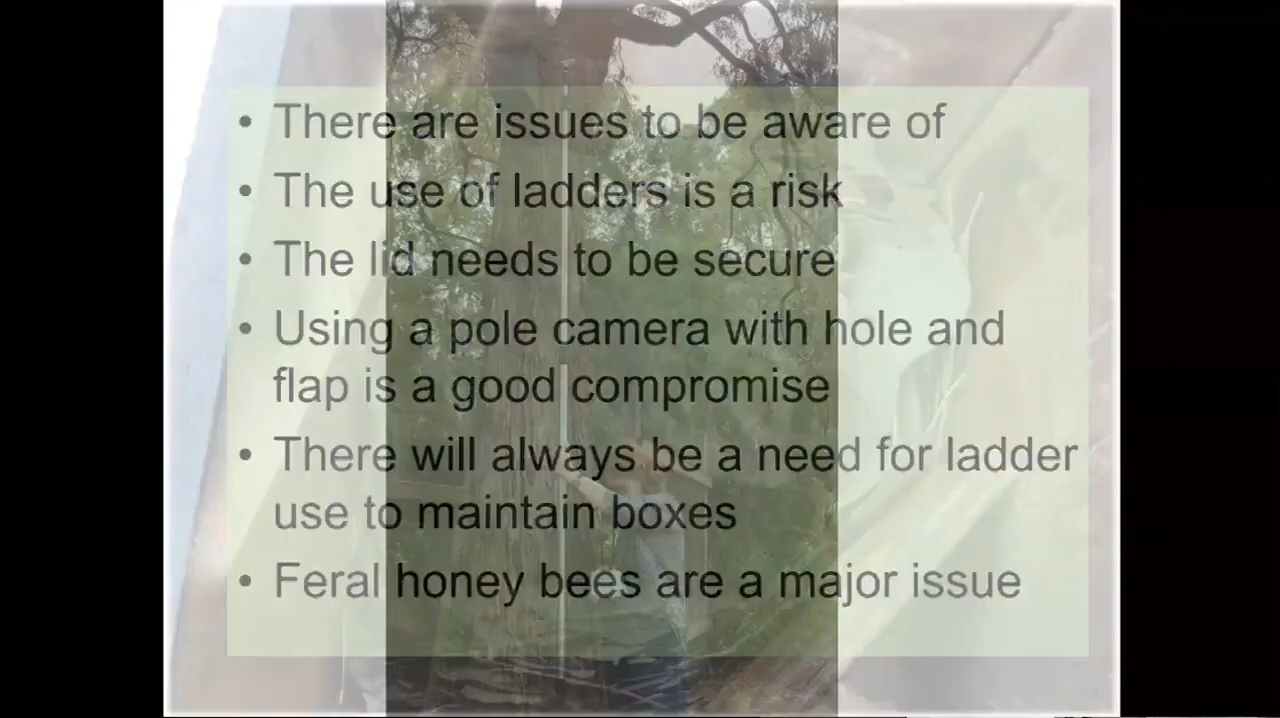 • There are issues to be aware of
• The use of ladders is a risk
• The lid needs to be secure
• Using a pole camera with hole and
flap is a good compromise
• There will always be a need for ladder
use to maintain boxes
• Feral honey bees are a major issue